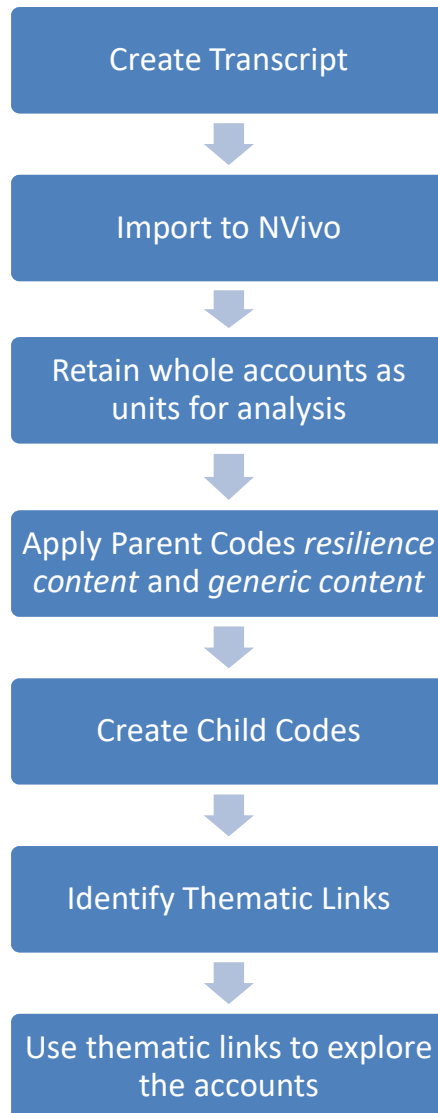 Create Transcript
Import to NVivo
Retain whole accounts as
units for analysis
Apply Parent Codes resilience
content and generic content
Create Child Codes
Identify Thematic Links
Use thematic links to explore
the accounts